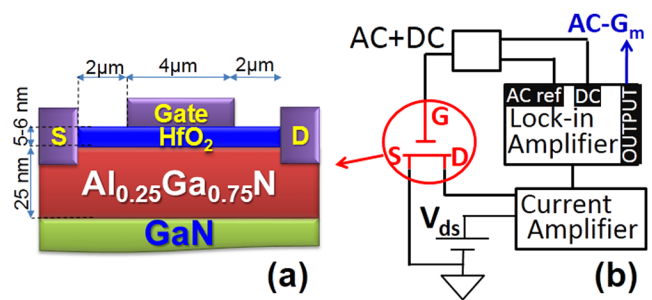 2µm
4µm
2µm
5-6 nm
25 nm
S
Gate
D
HfO₂
Al₀.₂₅Ga₀.₇₅N
GaN
(a)
AC+DC
AC-Gₘ
AC ref
DC
OUTPUT
Lock-in
Amplifier
G
S
D
V_ds
Current
Amplifier
(b)